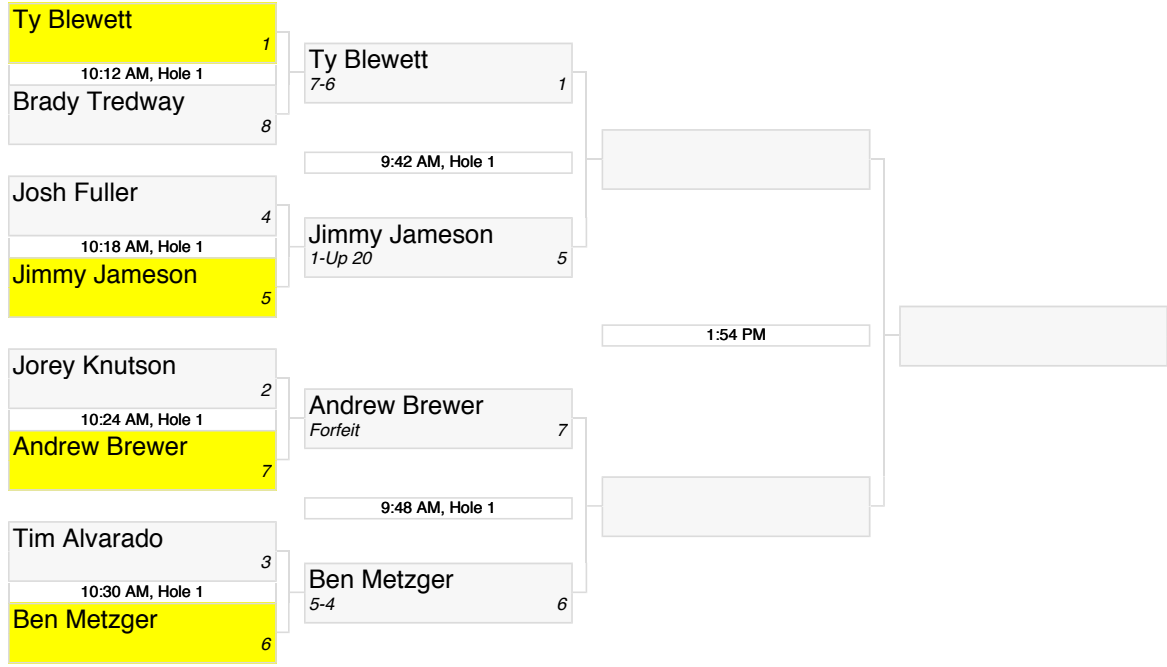 Ty Blewett
1
10:12 AM, Hole 1
Brady Tredway
8
Josh Fuller
4
10:18 AM, Hole 1
Jimmy Jameson
5
Jorey Knutson
2
10:24 AM, Hole 1
Andrew Brewer
7
Tim Alvarado
3
10:30 AM, Hole 1
Ben Metzger
6
Ty Blewett
7-6 1
9:42 AM, Hole 1
Jimmy Jameson
1-Up 20 5
Andrew Brewer
Forfeit 7
9:48 AM, Hole 1
Ben Metzger
5-4 6
1:54 PM